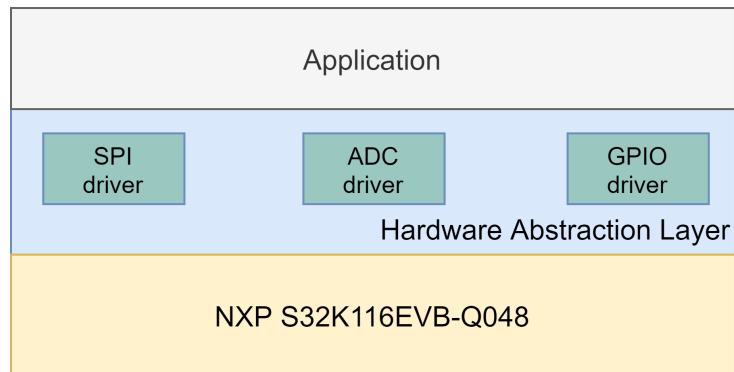 Application
SPI
driver
ADC
driver
GPIO
driver
Hardware Abstraction Layer
NXP S32K116EVB-Q048